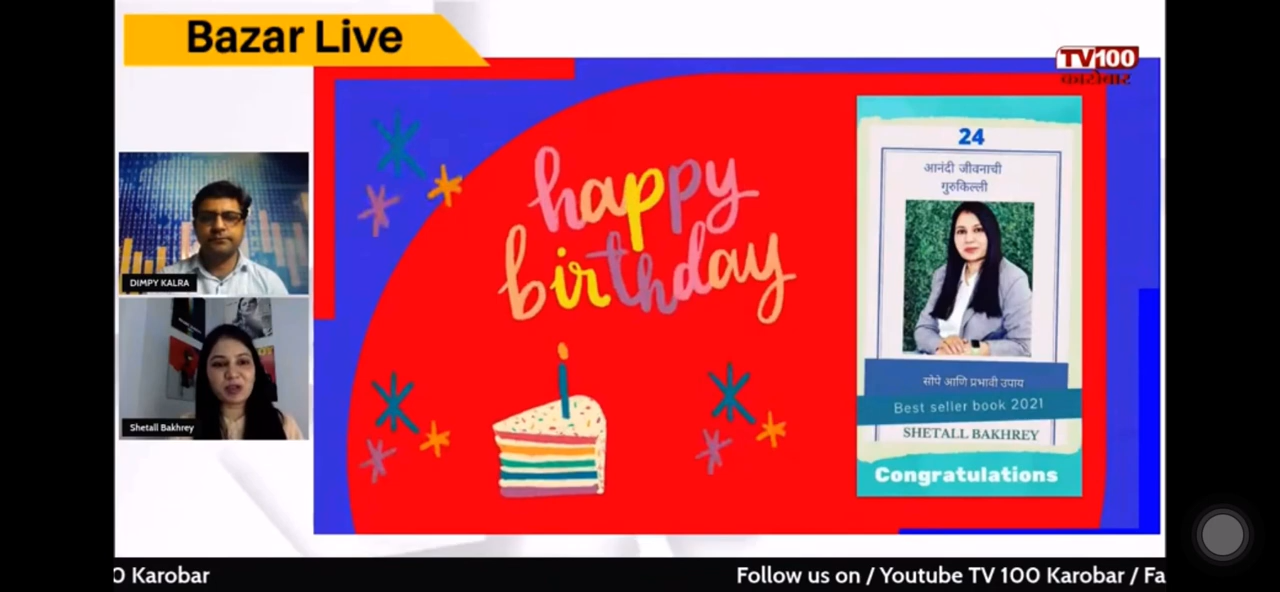 Bazar Live
TV100
कारोबार
happy
birthday
24
आनंदी जीवनाची
गुरुकिल्ली
सोपे आणि प्रभावी उपाय
Best seller book 2021
SHETALL BAKHREY
Congratulations
DIMPY KALRA
Shetall Bakhrey
0 Karobar
Follow us on / Youtube TV 100 Karobar / Fa